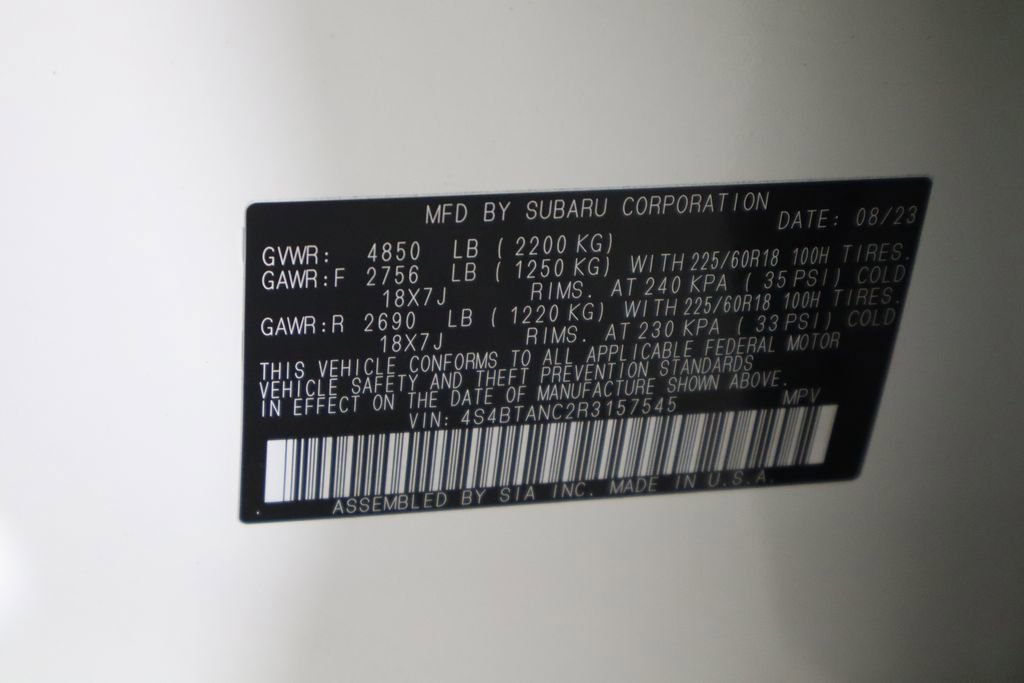 MFD BY SUBARU CORPORATION
DATE: 08/23
GVWR: 4850 LB ( 2200 KG)
GAWR:F 2756 LB ( 1250 KG) WITH 225/60R18 100H TIRES.
18X7J RIMS. AT 240 KPA ( 35 PSI) COLD
GAWR:R 2690 LB ( 1220 KG) WITH 225/60R18 100H TIRES.
18X7J RIMS. AT 230 KPA ( 33 PSI) COLD
THIS VEHICLE CONFORMS TO ALL APPLICABLE FEDERAL MOTOR
VEHICLE SAFETY AND THEFT PREVENTION STANDARDS
IN EFFECT ON THE DATE OF MANUFACTURE SHOWN ABOVE.
VIN: 4S4BTANC2R3157545 MPV
ASSEMBLED BY SIA INC. MADE IN U.S.A.